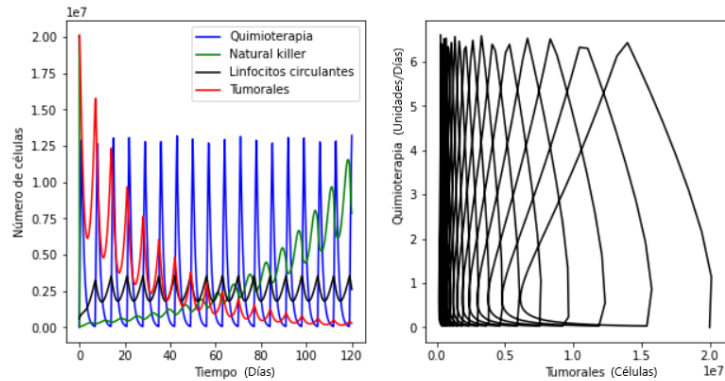 1e7
2.00
1.75
1.50
1.25
1.00
0.75
0.50
0.25
0.00
Número de células
Quimioterapia
Natural killer
Linfocitos circulantes
Tumorales
0 20 40 60 80 100 120
Tiempo (Días)
6
5
4
3
2
1
0
Quimioterapia (Unidades/Días)
0.0 0.5 1.0 1.5 2.0
1e7
Tumorales (Células)